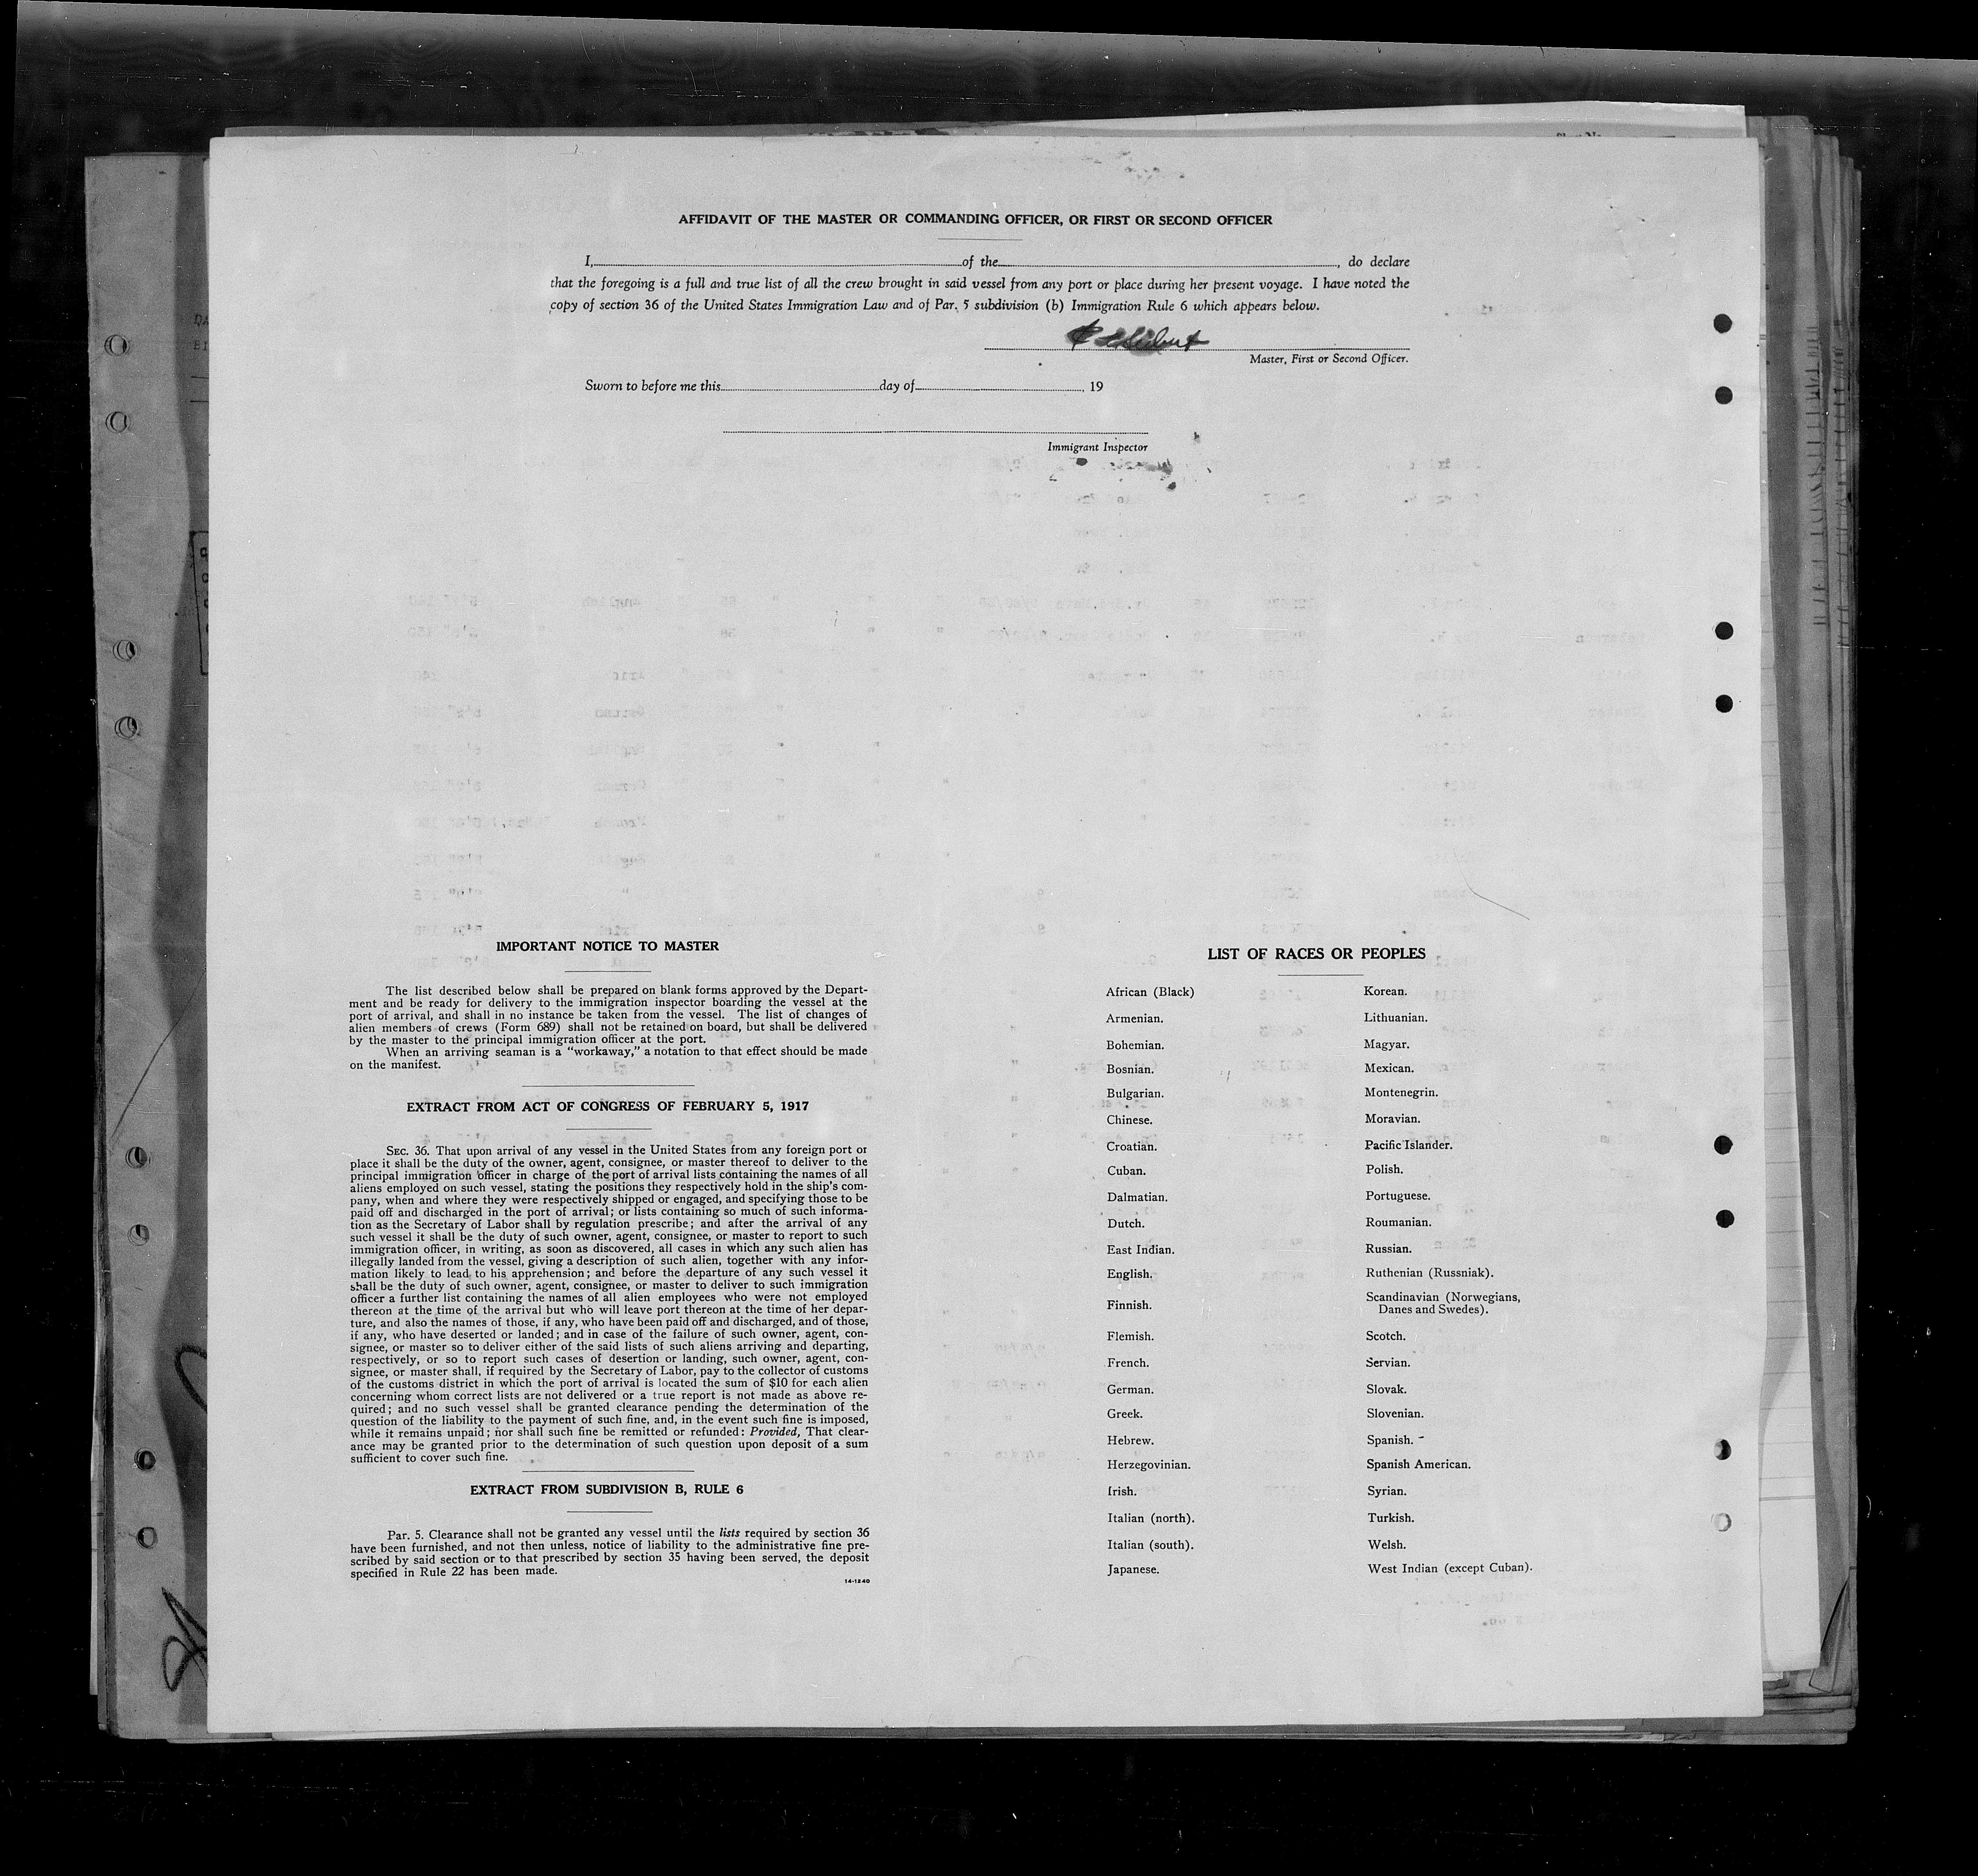 AFFIDAVIT OF THE MASTER OR COMMANDING OFFICER, OR FIRST OR SECOND OFFICER
I, of the , do declare
that the foregoing is a full and true list of all the crew brought in said vessel from any port or place during her present voyage. I have noted the
copy of section 36 of the United States Immigration Law and of Par. 5 subdivision (b) Immigration Rule 6 which appears below.
Master, First or Second Officer.
Sworn to before me this day of , 19
Immigrant Inspector
IMPORTANT NOTICE TO MASTER
The list described below shall be prepared on blank forms approved by the Depart-
ment and be ready for delivery to the immigration inspector boarding the vessel at the
port of arrival, and shall in no instance be taken from the vessel. The list of changes of
alien members of crews (Form 689) shall not be retained on board, but shall be delivered
by the master to the principal immigration officer at the port.
When an arriving seaman is a "workaway," a notation to that effect should be made
on the manifest.
EXTRACT FROM ACT OF CONGRESS OF FEBRUARY 5, 1917
SEC. 36. That upon arrival of any vessel in the United States from any foreign port or
place it shall be the duty of the owner, agent, consignee, or master thereof to deliver to the
principal immigration officer in charge of the port of arrival lists containing the names of all
aliens employed on such vessel, stating the positions they respectively hold in the ship's com-
pany, when and where they were respectively shipped or engaged, and specifying those to be
paid off and discharged in the port of arrival; or lists containing so much of such informa-
tion as the Secretary of Labor shall by regulation prescribe; and after the arrival of any
such vessel it shall be the duty of such owner, agent, consignee, or master to report to such
immigration officer, in writing, as soon as discovered, all cases in which any such alien has
illegally landed from the vessel, giving a description of such alien, together with any infor-
mation likely to lead to his apprehension; and before the departure of any such vessel it
shall be the duty of such owner, agent, consignee, or master to deliver to such immigration
officer a further list containing the names of all alien employees who were not employed
thereon at the time of the arrival but who will leave port thereon at the time of her depar-
ture, and also the names of those, if any, who have been paid off and discharged, and of those,
if any, who have deserted or landed; and in case of the failure of such owner, agent, con-
signee, or master so to deliver either of the said lists of such aliens arriving and departing,
respectively, or so to report such cases of desertion or landing, such owner, agent, con-
signee, or master shall, if required by the Secretary of Labor, pay to the collector of customs
of the customs district in which the port of arrival is located the sum of $10 for each alien
concerning whom correct lists are not delivered or a true report is not made as above re-
quired; and no such vessel shall be granted clearance pending the determination of the
question of the liability to the payment of such fine, and, in the event such fine is imposed,
while it remains unpaid; nor shall such fine be remitted or refunded: Provided, That clear-
ance may be granted prior to the determination of such question upon deposit of a sum
sufficient to cover such fine.
EXTRACT FROM SUBDIVISION B, RULE 6
Par. 5. Clearance shall not be granted any vessel until the lists required by section 36
have been furnished, and not then unless, notice of liability to the administrative fine pre-
scribed by said section or to that prescribed by section 35 having been served, the deposit
specified in Rule 22 has been made.
14-1240
LIST OF RACES OR PEOPLES
African (Black)
Armenian.
Bohemian.
Bosnian.
Bulgarian.
Chinese.
Croatian.
Cuban.
Dalmatian.
Dutch.
East Indian.
English.
Finnish.
Flemish.
French.
German.
Greek.
Hebrew.
Herzegovinian.
Irish.
Italian (north).
Italian (south).
Japanese.
Korean.
Lithuanian.
Magyar.
Mexican.
Montenegrin.
Moravian.
Pacific Islander.
Polish.
Portuguese.
Roumanian.
Russian.
Ruthenian (Russniak).
Scandinavian (Norwegians,
Danes and Swedes).
Scotch.
Servian.
Slovak.
Slovenian.
Spanish.
Spanish American.
Syrian.
Turkish.
Welsh.
West Indian (except Cuban).